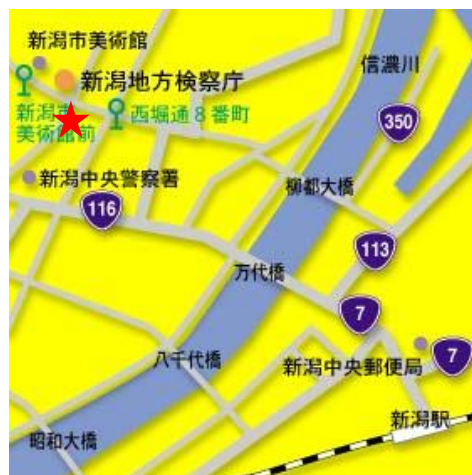 新潟市美術館
新潟地方検察庁
新潟市
美術館前
西堀通8番町
信濃川
350
新潟中央警察署
柳都大橋
116
113
万代橋
7
八千代橋
新潟中央郵便局
7
新潟駅
昭和大橋